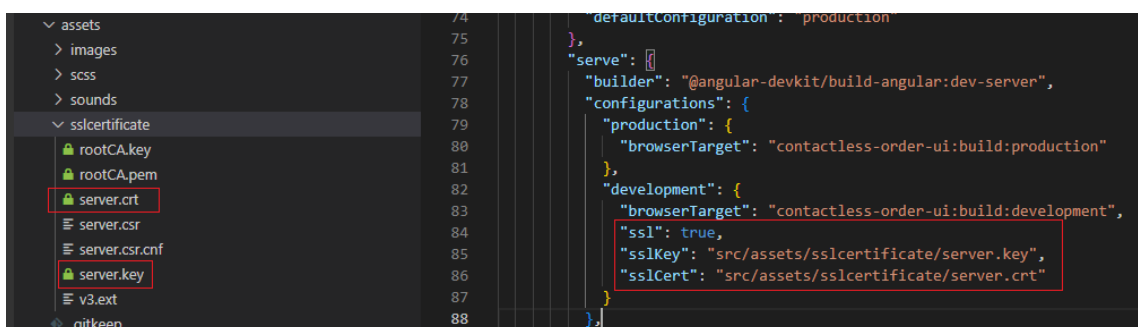 assets
images
scss
sounds
sslcertificate
rootCA.key
rootCA.pem
server.crt
server.csr
server.csr.cnf
server.key
v3.ext
.gitkeep
74 "defaultConfiguration": "production"
75 },
76 "serve": {
77 "builder": "@angular-devkit/build-angular:dev-server",
78 "configurations": {
79 "production": {
80 "browserTarget": "contactless-order-ui:build:production"
81 },
82 "development": {
83 "browserTarget": "contactless-order-ui:build:development",
84 "ssl": true,
85 "sslKey": "src/assets/sslcertificate/server.key",
86 "sslCert": "src/assets/sslcertificate/server.crt"
87 }
88 },